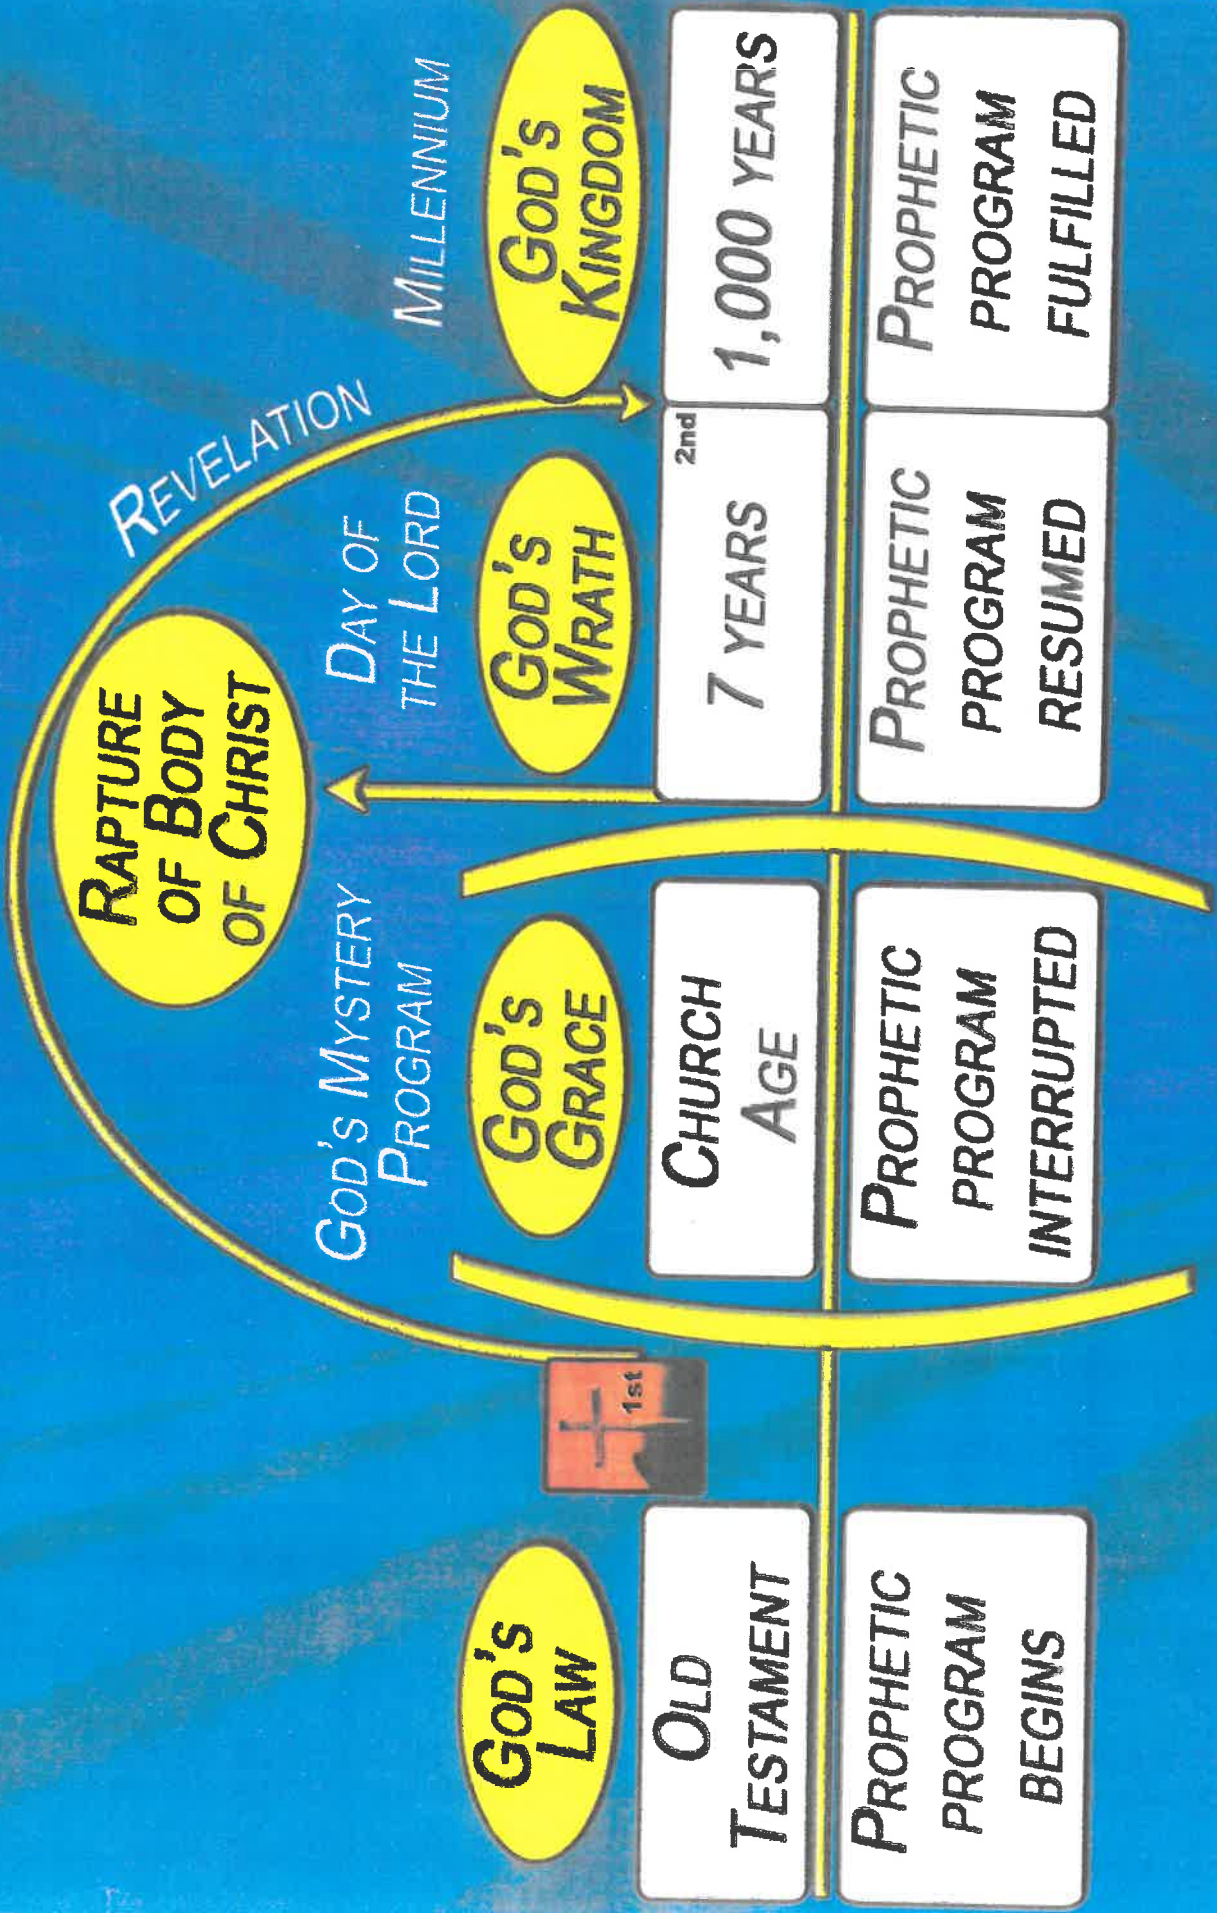 REVELATION
RAPTURE
OF BODY
OF CHRIST
GOD'S MYSTERY
PROGRAM
DAY OF
THE LORD
MILLENNIUM
GOD'S
LAW
GOD'S
GRACE
GOD'S
WRATH
GOD'S
KINGDOM
OLD
TESTAMENT
1st
CHURCH
AGE
7 YEARS
2nd
1,000 YEARS
PROPHETIC
PROGRAM
BEGINS
PROPHETIC
PROGRAM
INTERRUPTED
PROPHETIC
PROGRAM
RESUMED
PROPHETIC
PROGRAM
FULFILLED